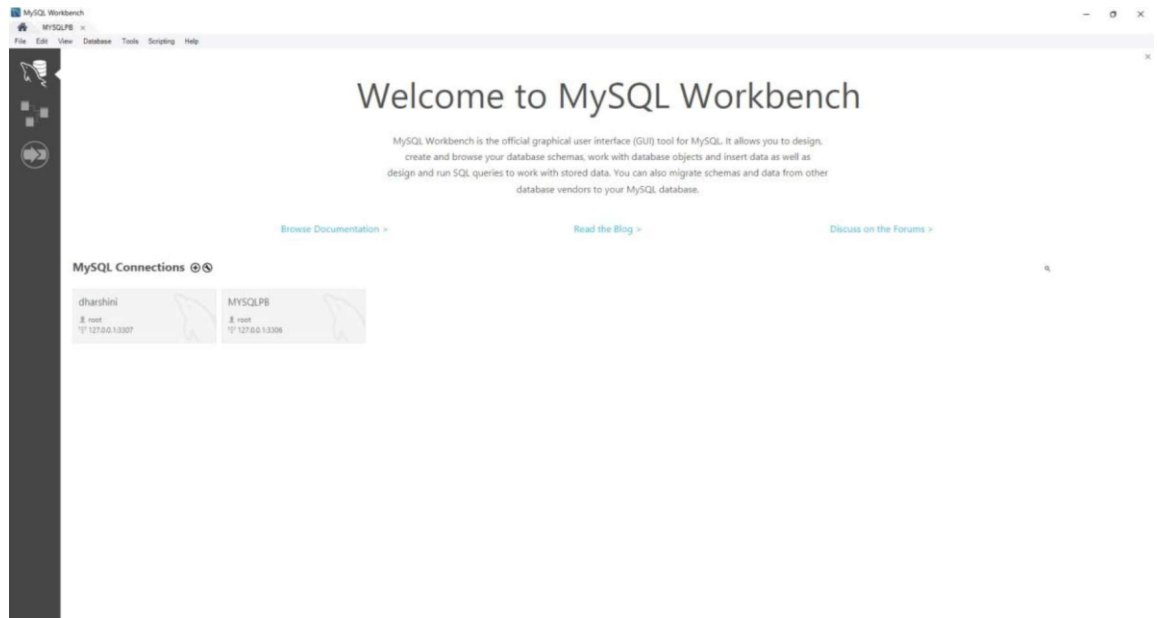 MySQL Workbench
MYSQLPB ×
File Edit View Database Tools Scripting Help
Welcome to MySQL Workbench
MySQL Workbench is the official graphical user interface (GUI) tool for MySQL. It allows you to design,
create and browse your database schemas, work with database objects and insert data as well as
design and run SQL queries to work with stored data. You can also migrate schemas and data from other
database vendors to your MySQL database.
Browse Documentation > Read the Blog > Discuss on the Forums >
MySQL Connections
dharshini MYSQLPB
root root
127.0.0.1:3307 127.0.0.1:3306